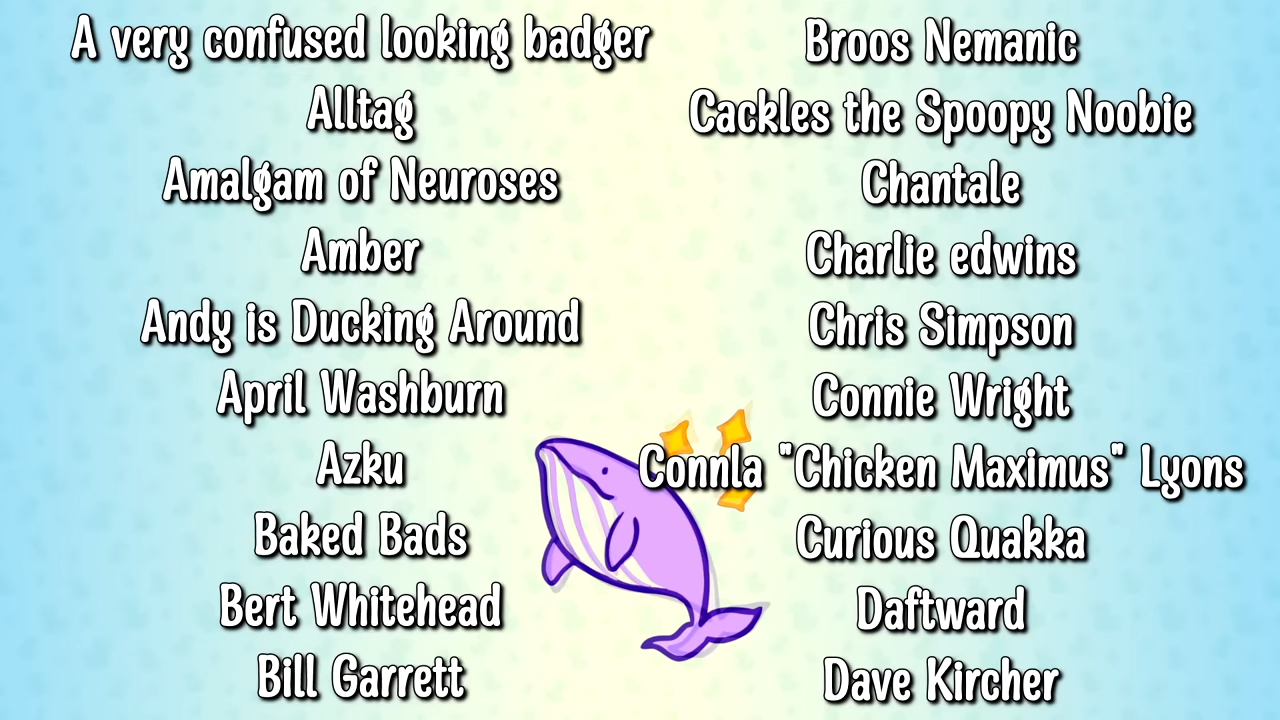 A very confused looking badger
Alltag
Amalgam of Neuroses
Amber
Andy is Ducking Around
April Washburn
Azku
Baked Bads
Bert Whitehead
Bill Garrett
Broos Nemanic
Cackles the Spoopy Noobie
Chantale
Charlie edwins
Chris Simpson
Connie Wright
Connla "Chicken Maximus" Lyons
Curious Quakka
Daftward
Dave Kircher